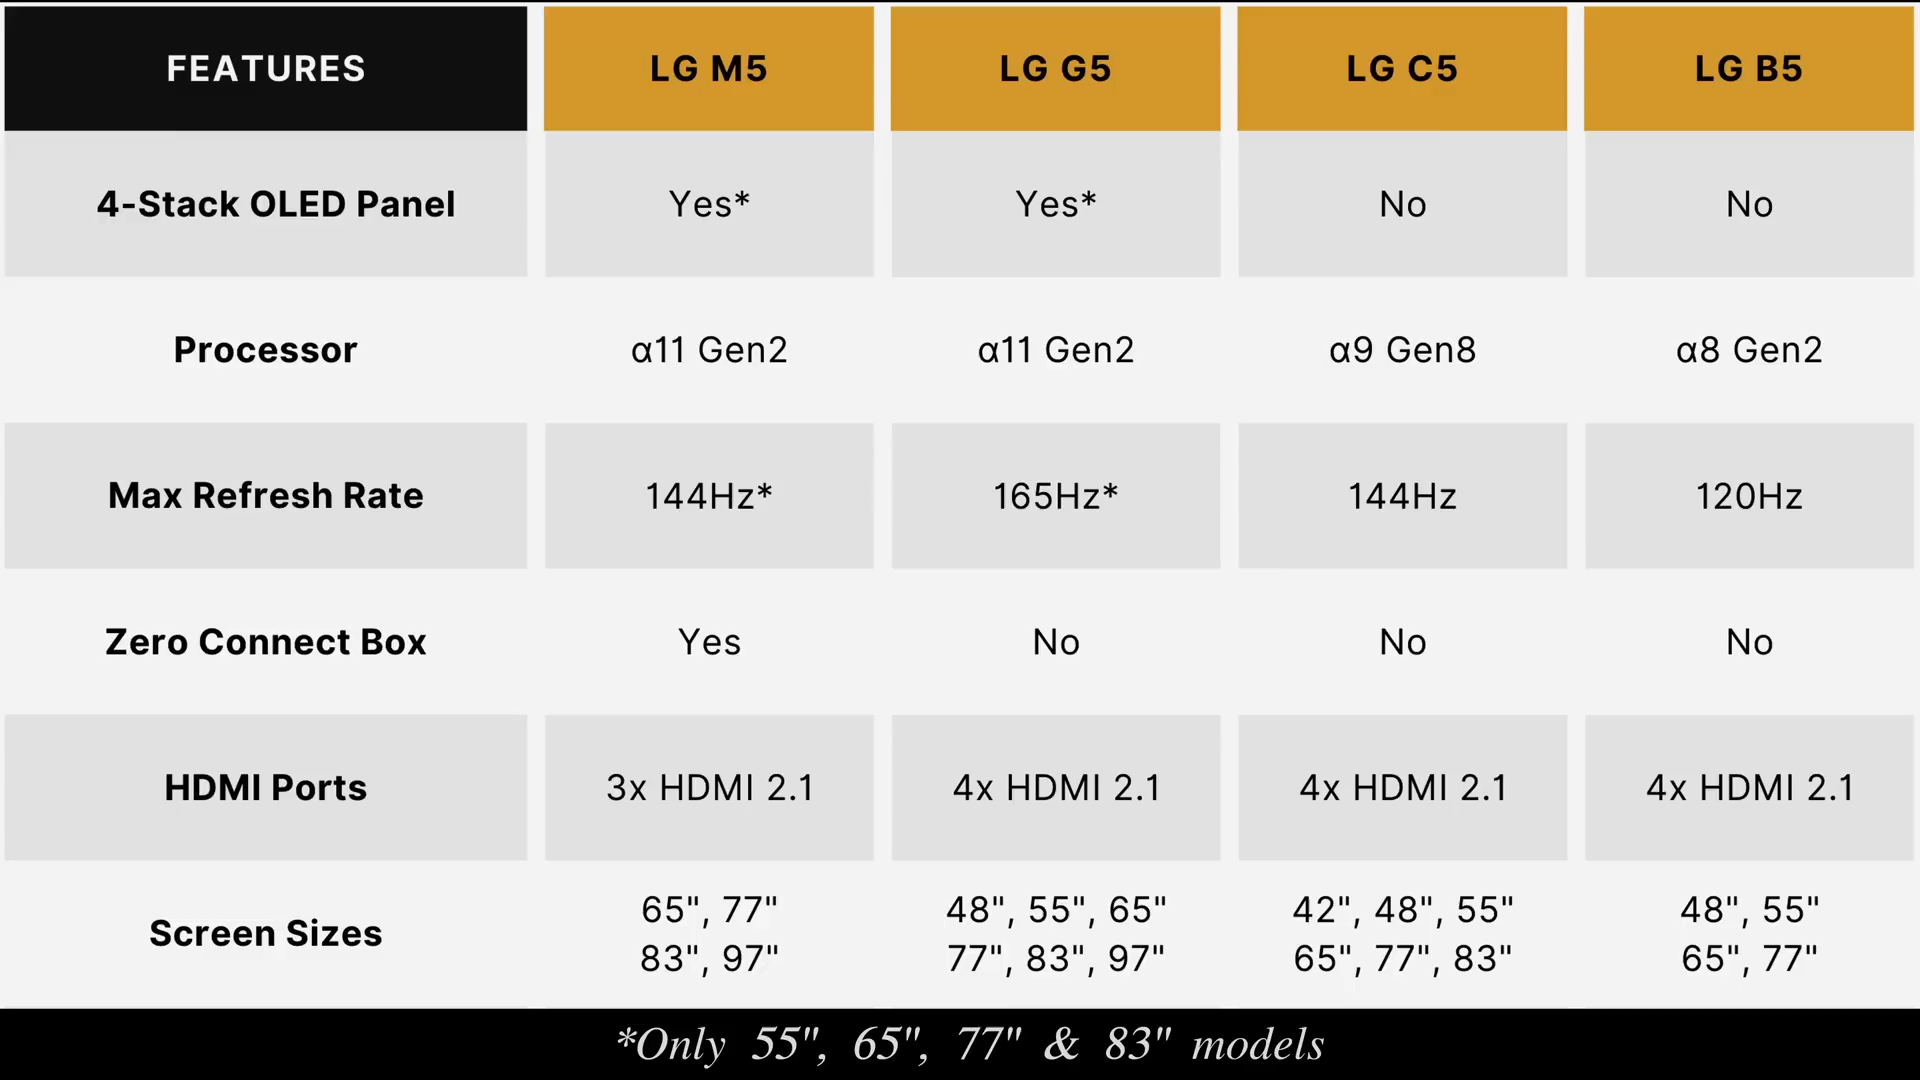 FEATURES LG M5 LG G5 LG C5 LG B5
4-Stack OLED Panel Yes* Yes* No No
Processor α11 Gen2 α11 Gen2 α9 Gen8 α8 Gen2
Max Refresh Rate 144Hz* 165Hz* 144Hz 120Hz
Zero Connect Box Yes No No No
HDMI Ports 3x HDMI 2.1 4x HDMI 2.1 4x HDMI 2.1 4x HDMI 2.1
Screen Sizes
65", 77" 48", 55", 65" 42", 48", 55" 48", 55"
83", 97" 77", 83", 97" 65", 77", 83" 65", 77"
*Only 55", 65", 77" & 83" models